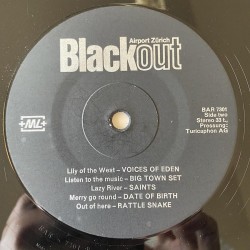 Airport Zürich
Blackout
+ML+
BAR 7301
Side two
Stereo 33 t.
Pressung:
Turicaphon AG
Lily of the West – VOICES OF EDEN
Listen to the music – BIG TOWN SET
Lazy River – SAINTS
Merry go round – DATE OF BIRTH
Out of here – RATTLE SNAKE